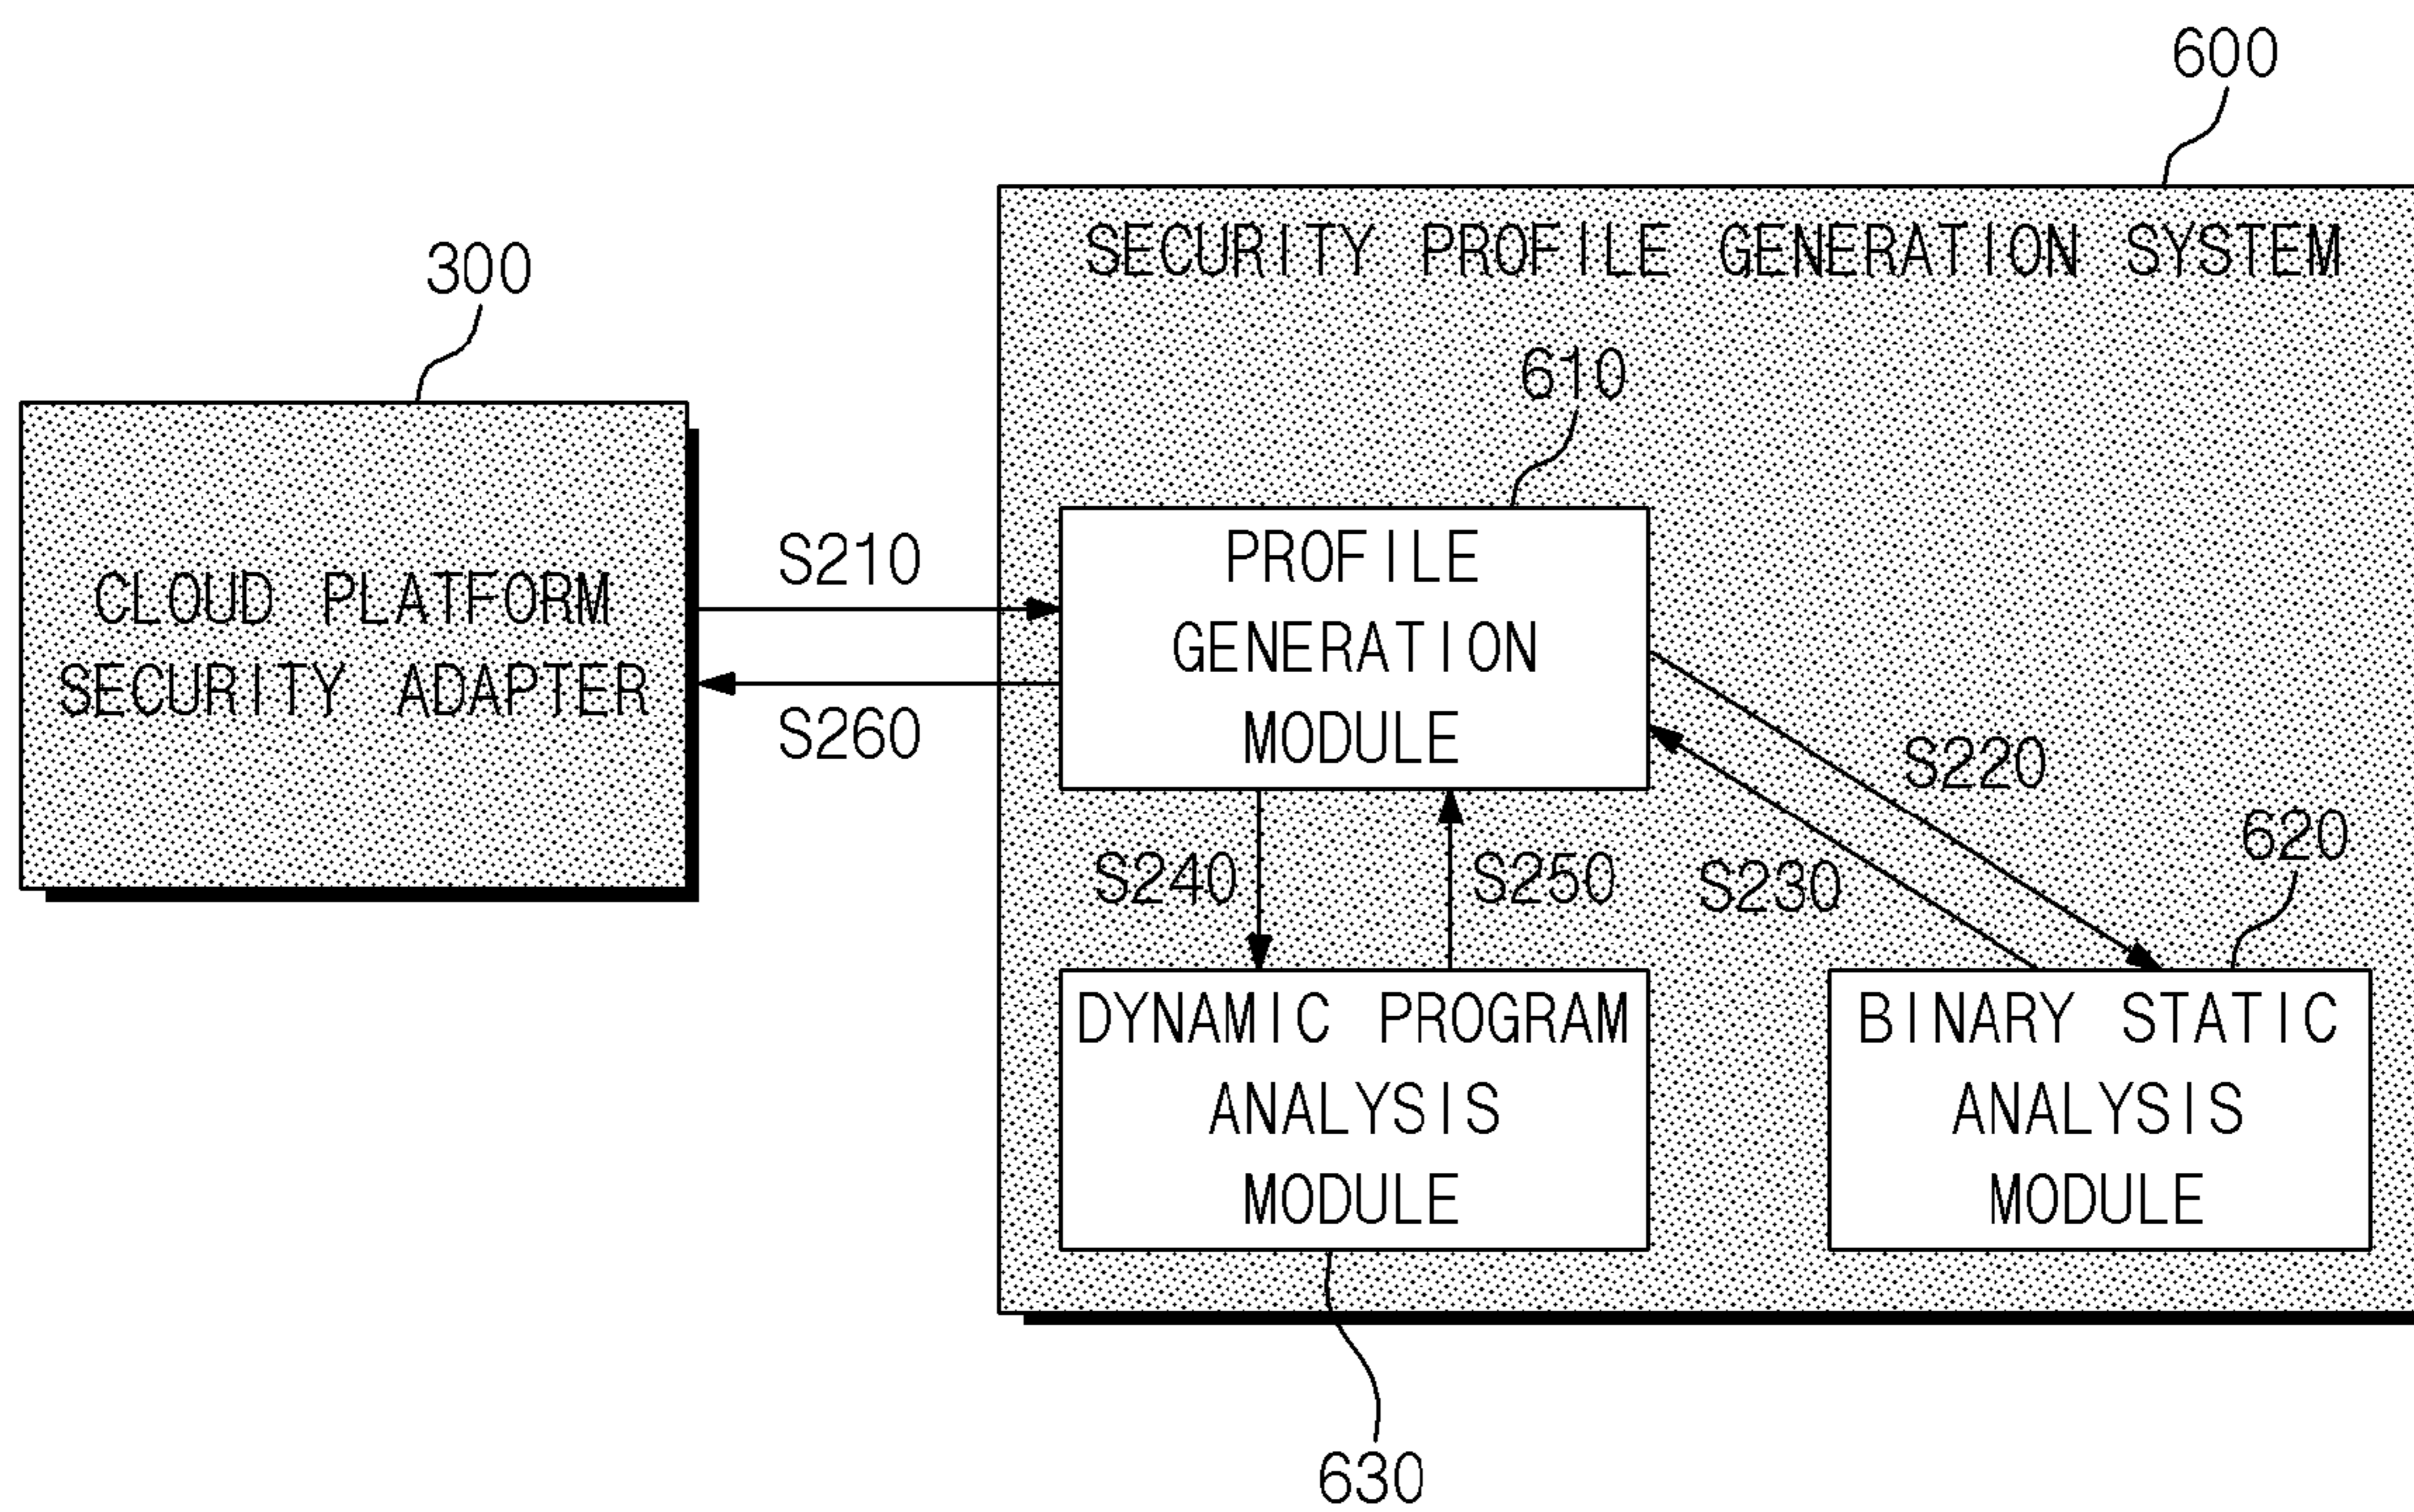 600
SECURITY PROFILE GENERATION SYSTEM
300
610
CLOUD PLATFORM
SECURITY ADAPTER
S210
S260
PROFILE
GENERATION
MODULE
S220
620
S240
S250
S230
DYNAMIC PROGRAM
ANALYSIS
MODULE
BINARY STATIC
ANALYSIS
MODULE
630